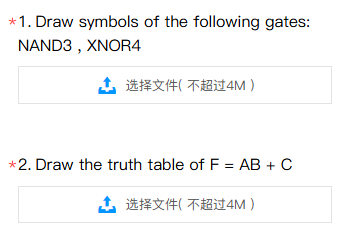 *1. Draw symbols of the following gates:
NAND3 , XNOR4
选择文件( 不超过4M )
*2. Draw the truth table of F = AB + C
选择文件( 不超过4M )